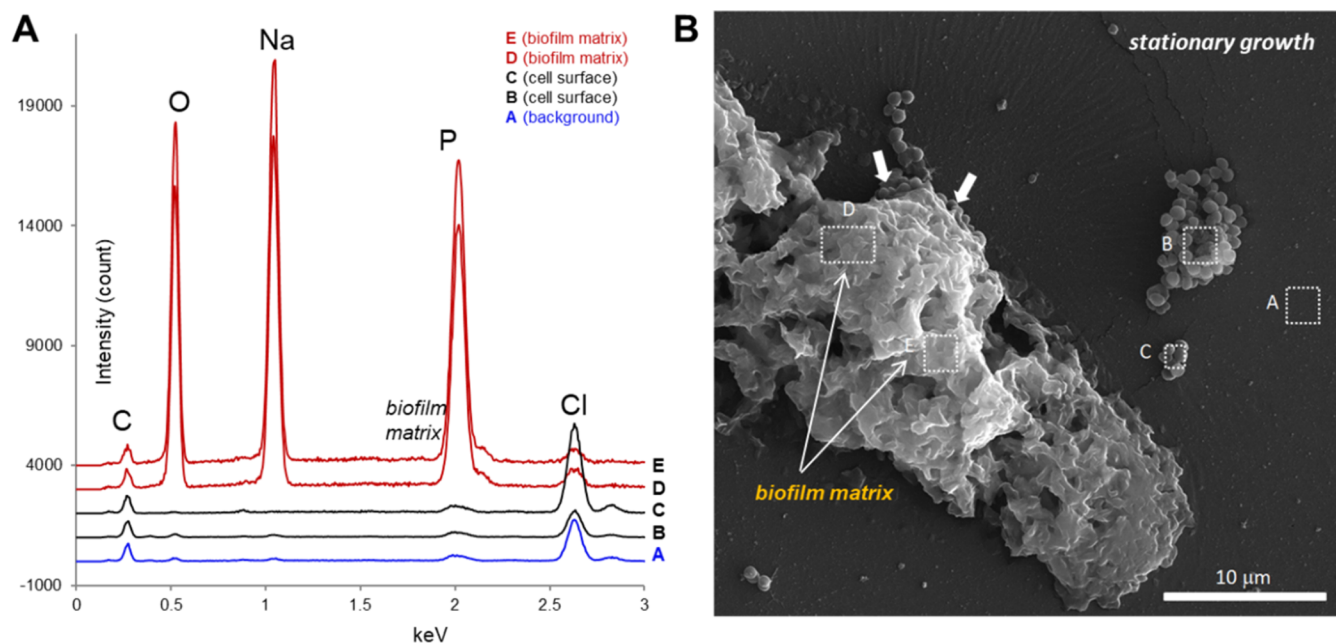 A
Intensity (count)
19000
14000
9000
4000
-1000
0
0.5
1
1.5
2
2.5
3
keV
C
O
Na
P
Cl
biofilm
matrix
E (biofilm matrix)
D (biofilm matrix)
C (cell surface)
B (cell surface)
A (background)
E
D
C
B
A
B
stationary growth
D
B
A
E
C
biofilm matrix
10 µm